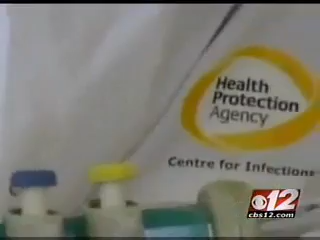 Health
Protection
Agency
Centre for Infections
12
cbs12.com